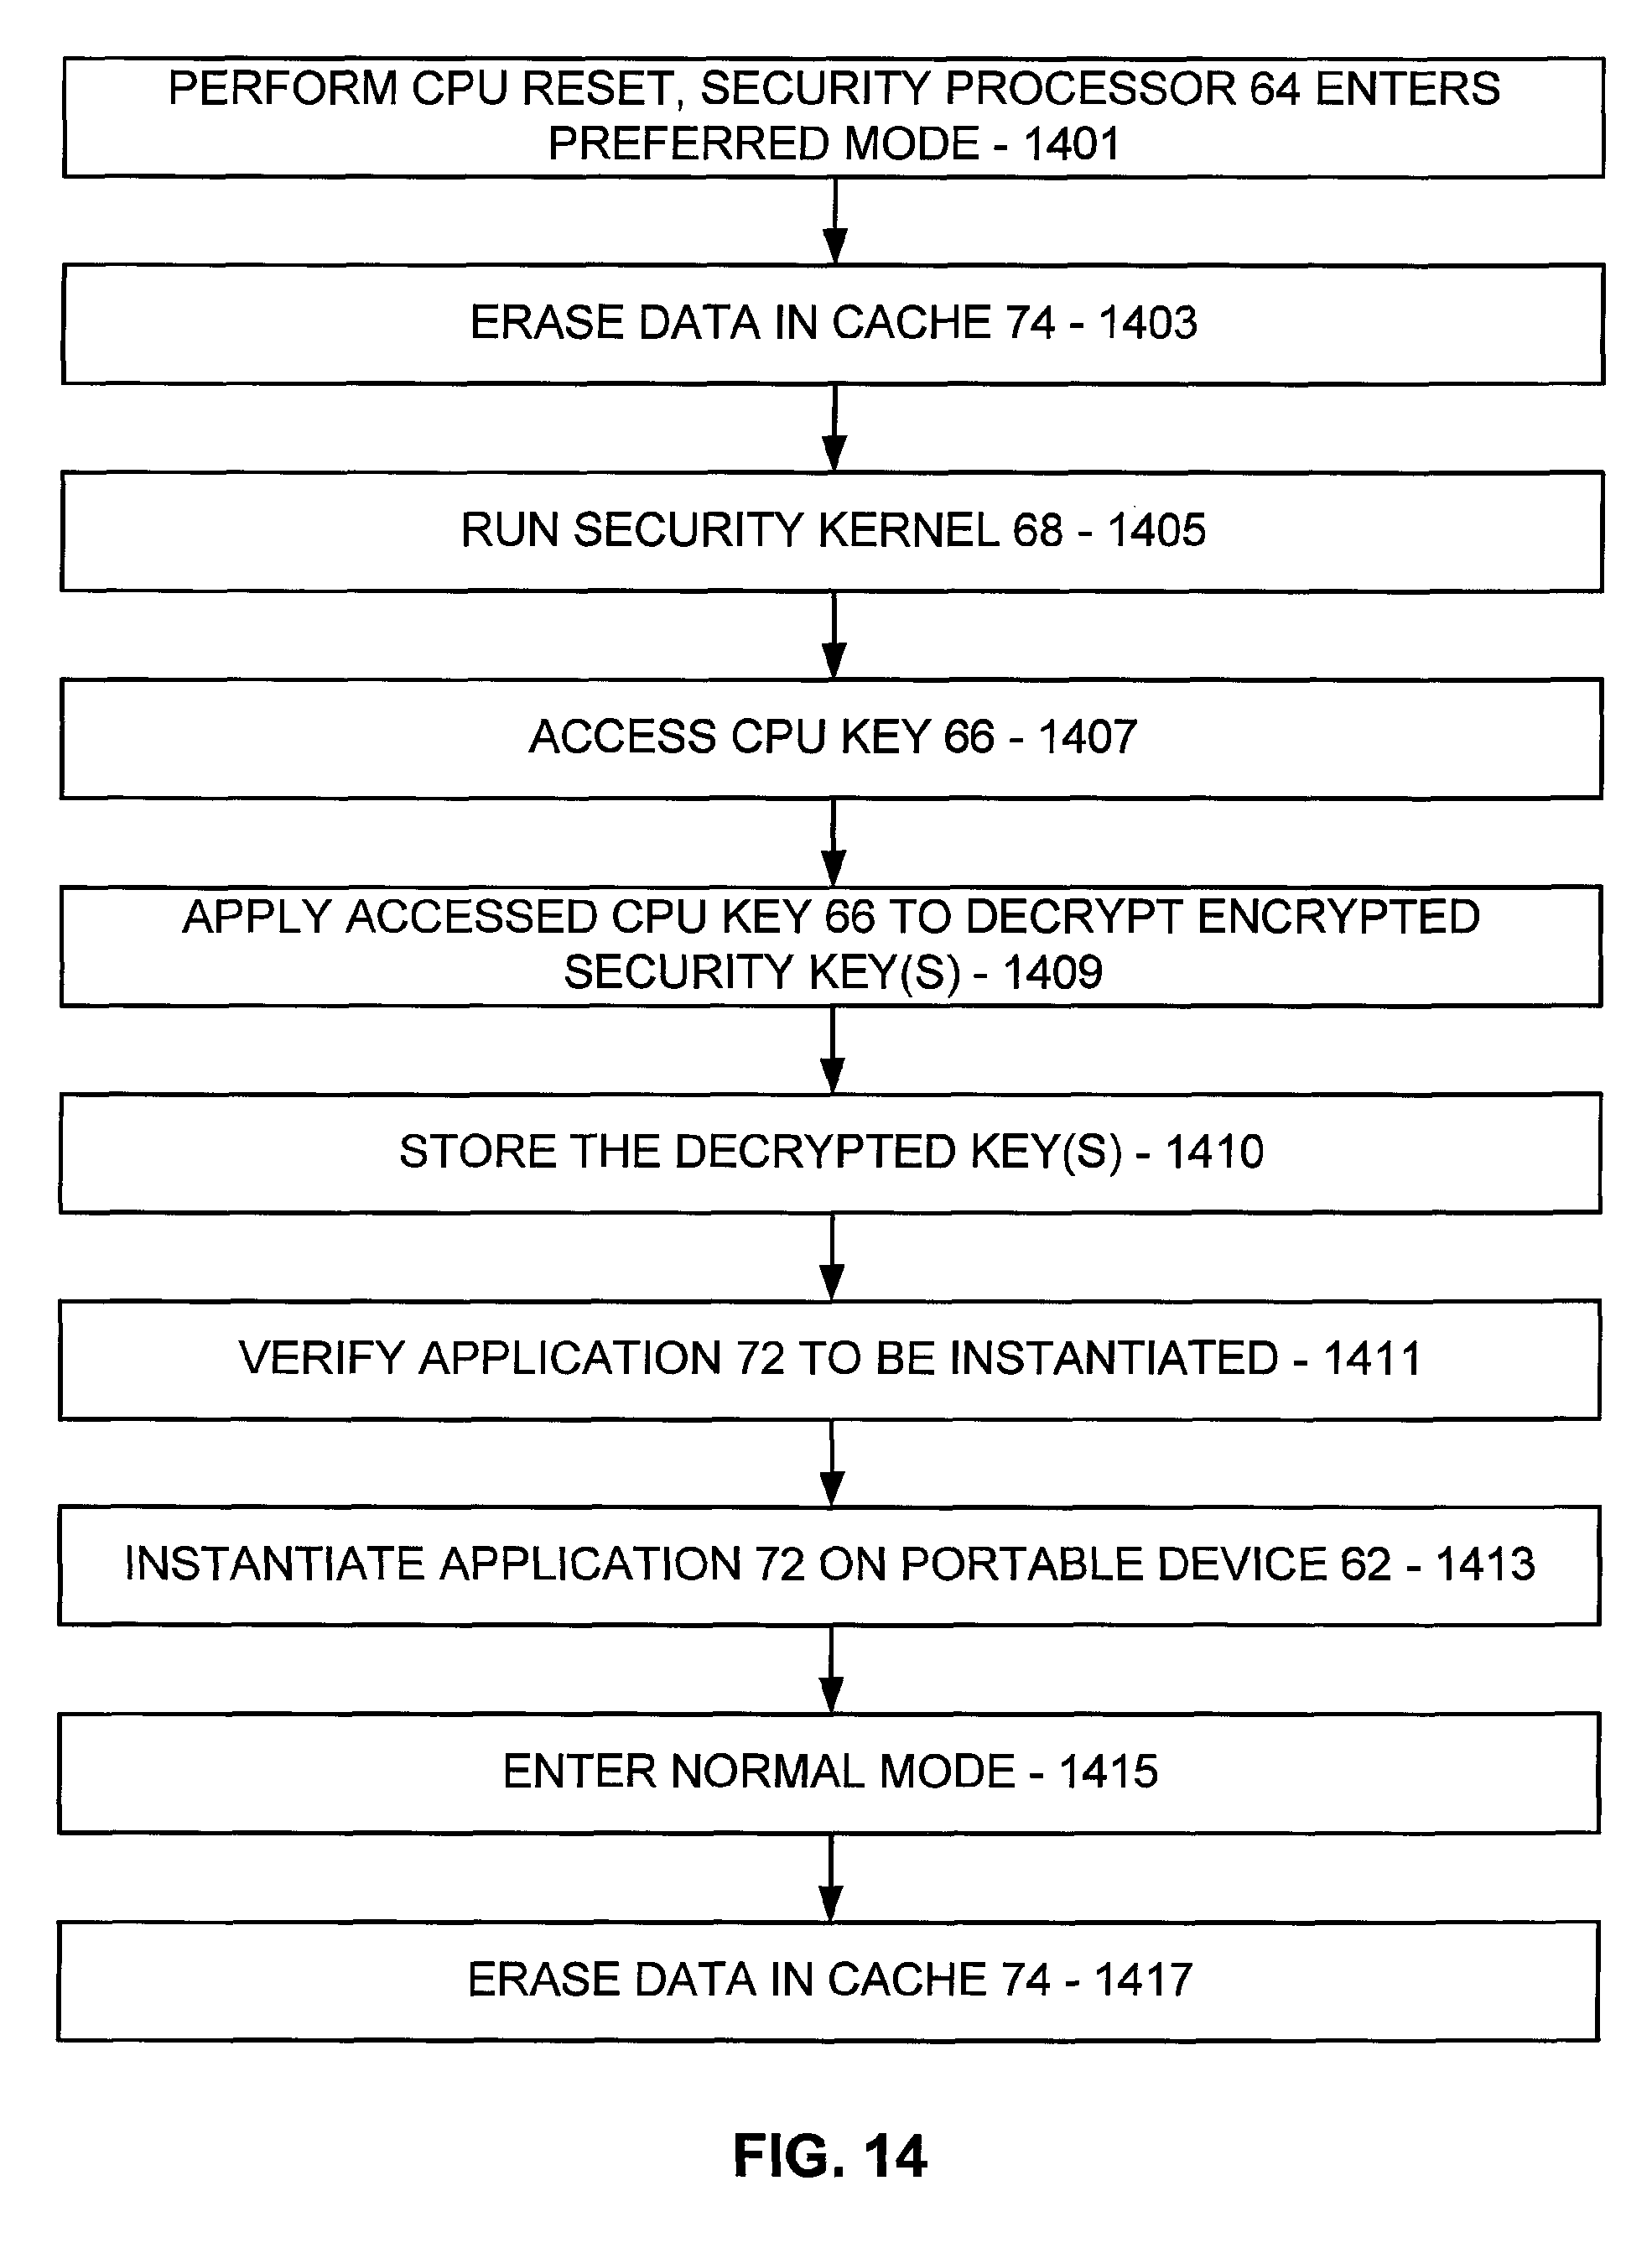 PERFORM CPU RESET, SECURITY PROCESSOR 64 ENTERS
PREFERRED MODE - 1401
ERASE DATA IN CACHE 74 - 1403
RUN SECURITY KERNEL 68 - 1405
ACCESS CPU KEY 66 - 1407
APPLY ACCESSED CPU KEY 66 TO DECRYPT ENCRYPTED
SECURITY KEY(S) - 1409
STORE THE DECRYPTED KEY(S) - 1410
VERIFY APPLICATION 72 TO BE INSTANTIATED - 1411
INSTANTIATE APPLICATION 72 ON PORTABLE DEVICE 62 - 1413
ENTER NORMAL MODE - 1415
ERASE DATA IN CACHE 74 - 1417
FIG. 14